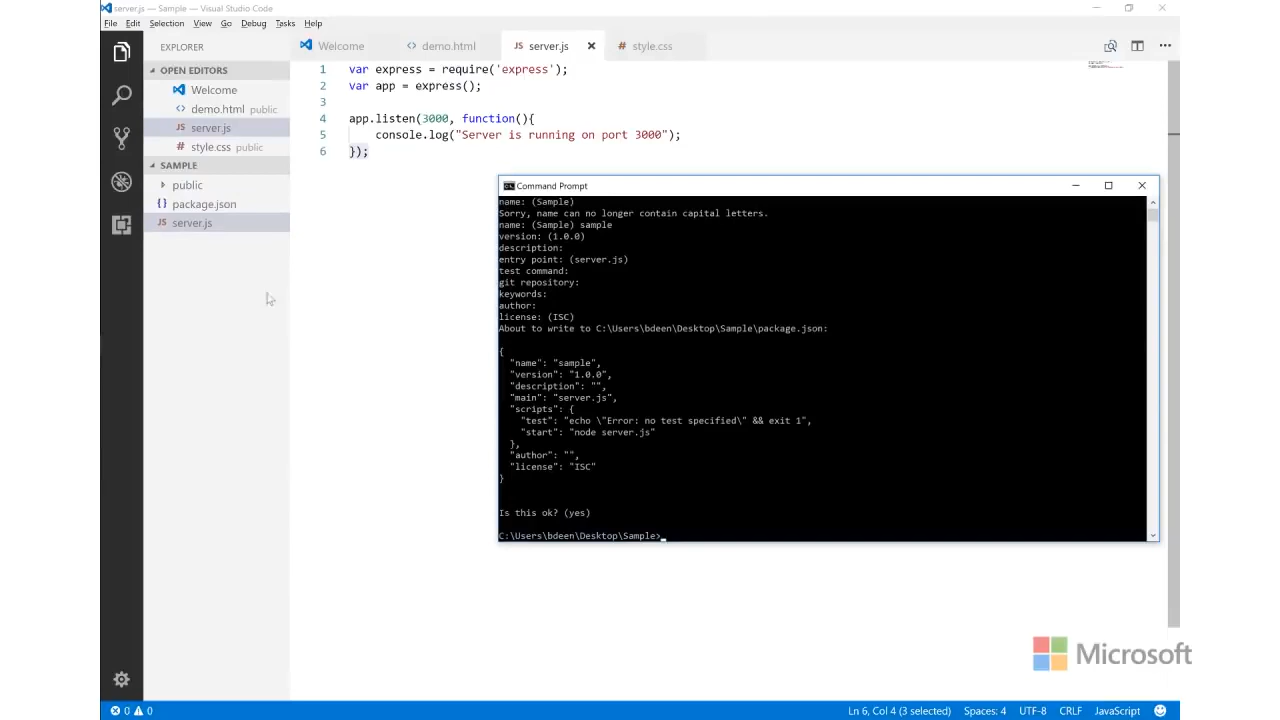 server.js — Sample — Visual Studio Code
File Edit Selection View Go Debug Tasks Help
EXPLORER
OPEN EDITORS
Welcome
demo.html public
server.js
style.css public
SAMPLE
public
package.json
server.js
Welcome demo.html server.js style.css
1 var express = require('express');
2 var app = express();
3
4 app.listen(3000, function(){
5 console.log("Server is running on port 3000");
6 });
Command Prompt
name: (Sample)
Sorry, name can no longer contain capital letters.
name: (Sample) sample
version: (1.0.0)
description:
entry point: (server.js)
test command:
git repository:
keywords:
author:
license: (ISC)
About to write to C:\Users\bdeen\Desktop\Sample\package.json:
{
"name": "sample",
"version": "1.0.0",
"description": "",
"main": "server.js",
"scripts": {
"test": "echo \"Error: no test specified\" && exit 1",
"start": "node server.js"
},
"author": "",
"license": "ISC"
}
Is this ok? (yes)
C:\Users\bdeen\Desktop\Sample>_
Microsoft
0 0 Ln 6, Col 4 (3 selected) Spaces: 4 UTF-8 CRLF JavaScript